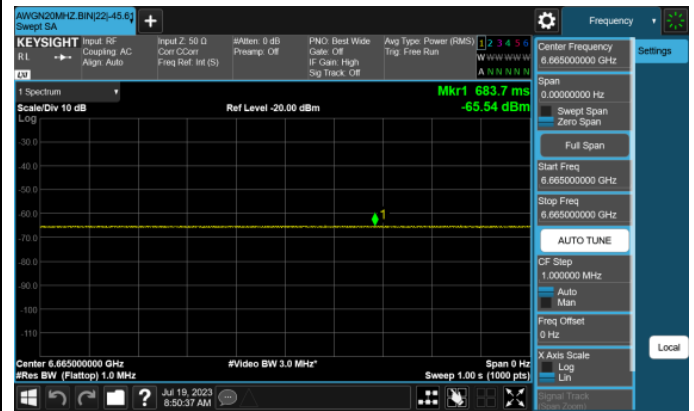 AWGN20MHZ.BIN|22|-45.6
Swept SA
+
Frequency
KEYSIGHT
RL
LXI
Input: RF
Coupling: AC
Align: Auto
Input Z: 50 Ω
Corr CCorr
Freq Ref: Int (S)
#Atten: 0 dB
Preamp: Off
PNO: Best Wide
Gate: Off
IF Gain: High
Sig Track: Off
Avg Type: Power (RMS)
Trig: Free Run
1 2 3 4 5 6
W W W W W W
A N N N N N
1 Spectrum
Scale/Div 10 dB
Log
Ref Level -20.00 dBm
Mkr1 683.7 ms
-65.54 dBm
-30.0
-40.0
-50.0
-60.0
-70.0
-80.0
-90.0
-100
-110
1
Center 6.665000000 GHz
#Res BW (Flattop) 1.0 MHz
#Video BW 3.0 MHz*
Span 0 Hz
Sweep 1.00 s (1000 pts)
Center Frequency
6.665000000 GHz
Span
0.00000000 Hz
Swept Span
Zero Span
Full Span
Start Freq
6.665000000 GHz
Stop Freq
6.665000000 GHz
AUTO TUNE
CF Step
1.000000 MHz
Auto
Man
Freq Offset
0 Hz
X Axis Scale
Log
Lin
Signal Track
(Span Zoom)
Settings
Local
?
Jul 19, 2023
8:50:37 AM